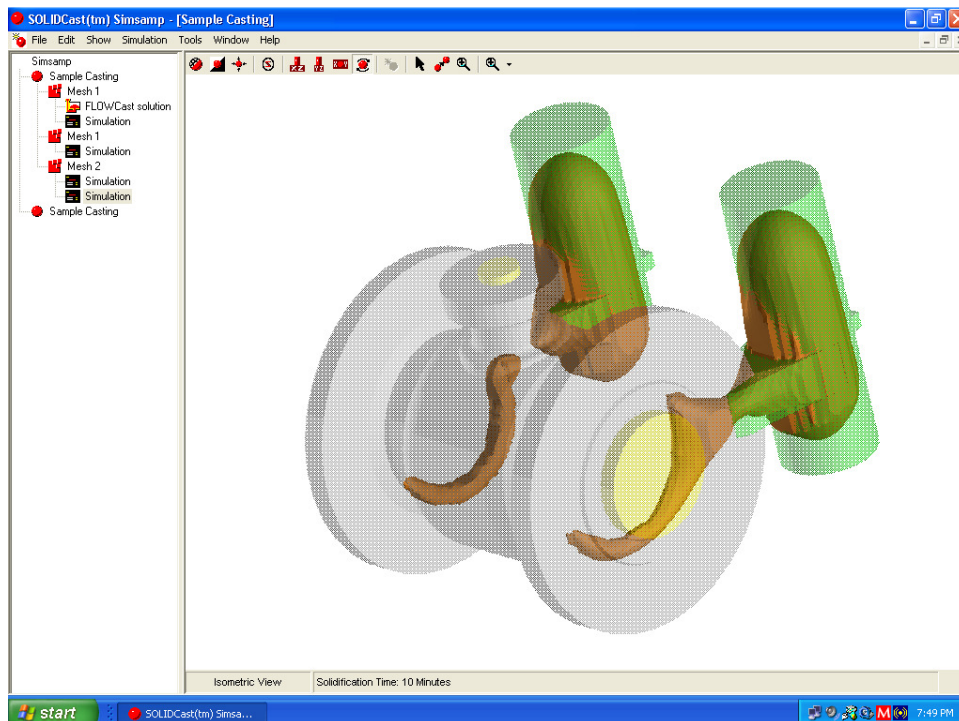 SOLIDCast(tm) Simsamp - [Sample Casting]
File Edit Show Simulation Tools Window Help
Simsamp
Sample Casting
Mesh 1
FLOWCast solution
Simulation
Mesh 1
Simulation
Mesh 2
Simulation
Simulation
Sample Casting
Isometric View Solidification Time: 10 Minutes
start SOLIDCast(tm) Simsa... 7:49 PM